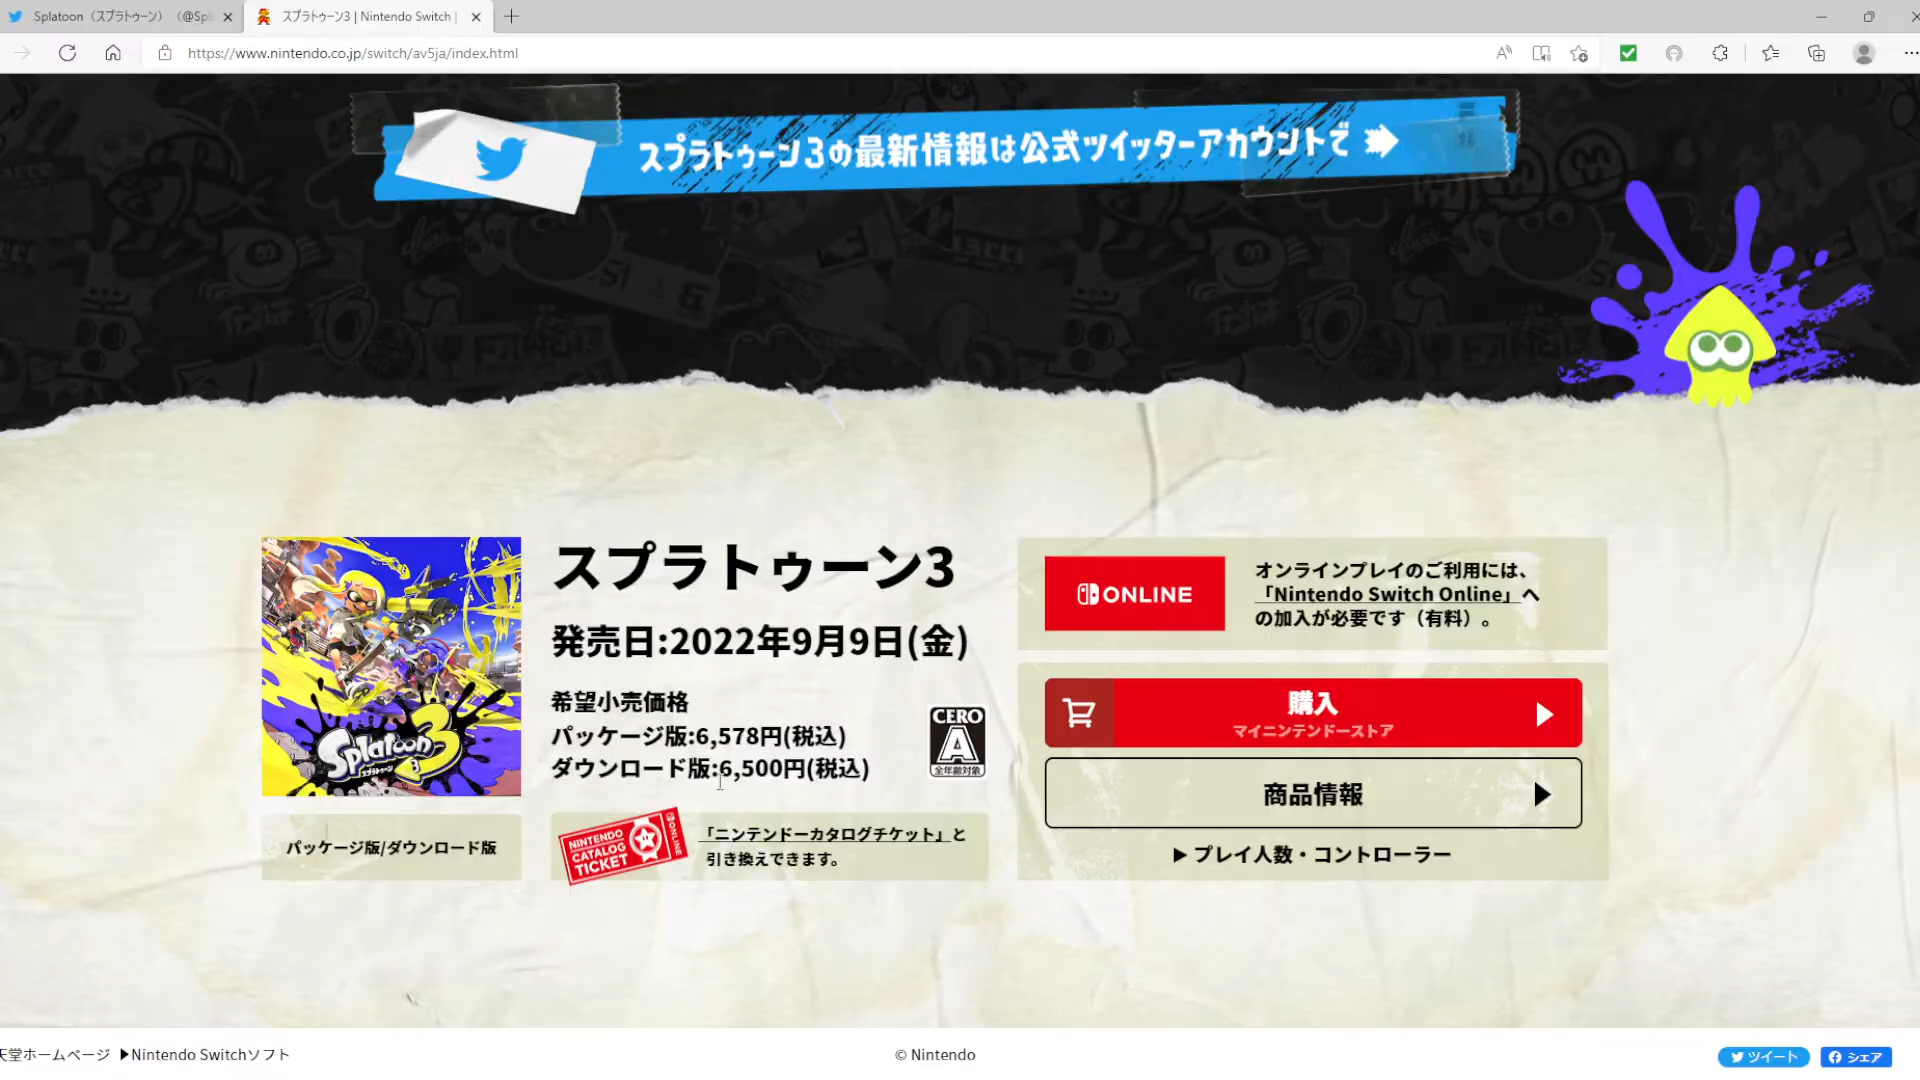 Splatoon（スプラトゥーン）（@Spl
スプラトゥーン3 | Nintendo Switch |
https://www.nintendo.co.jp/switch/av5ja/index.html
スプラトゥーン3の最新情報は公式ツイッターアカウントで
スプラトゥーン3
発売日:2022年9月9日(金)
希望小売価格
パッケージ版:6,578円(税込)
ダウンロード版:6,500円(税込)
CERO
A
全年齢対象
Splatoon 3
スプラトゥーン3
パッケージ版/ダウンロード版
NINTENDO
CATALOG
TICKET
ONLINE
「ニンテンドーカタログチケット」と
引き換えできます。
ONLINE
オンラインプレイのご利用には、
「Nintendo Switch Online」へ
の加入が必要です（有料）。
購入
マイニンテンドーストア
商品情報
▶ プレイ人数・コントローラー
天堂ホームページ ▶Nintendo Switchソフト
© Nintendo
ツイート
シェア